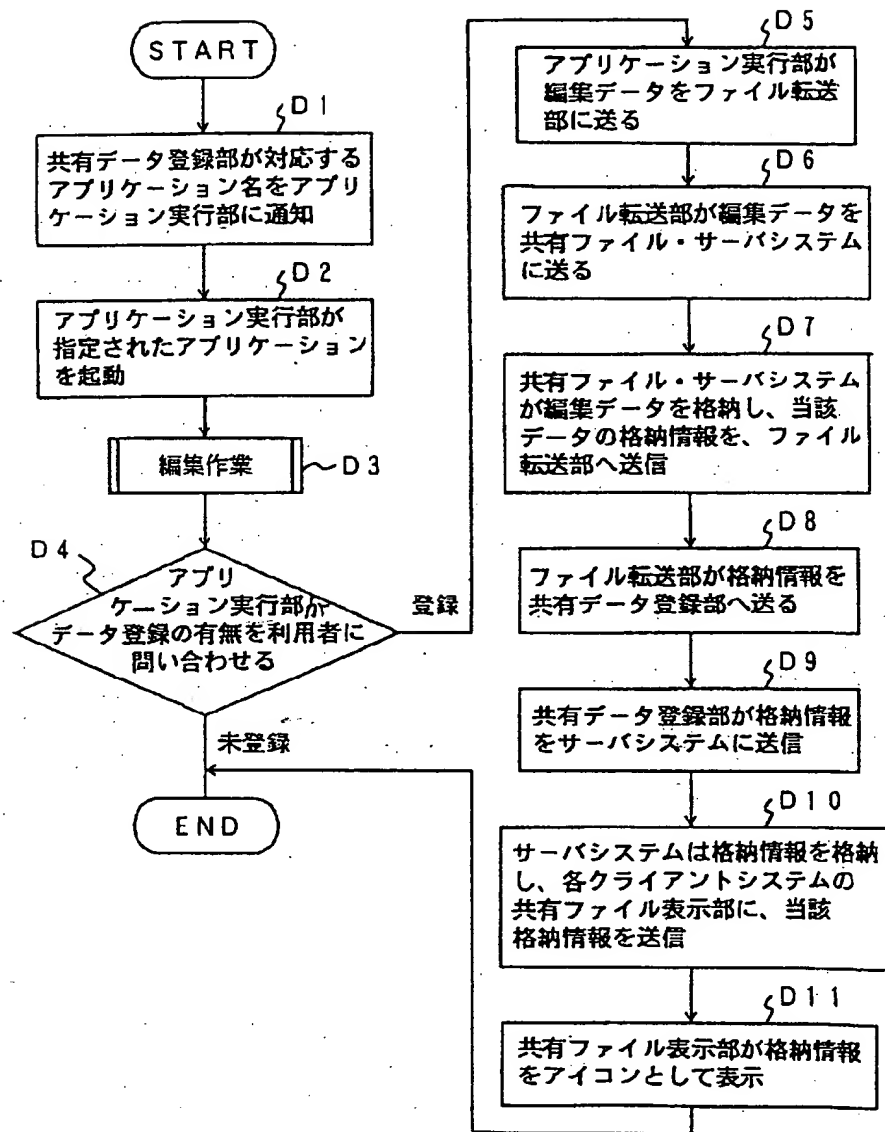 START
D1
共有データ登録部が対応する
アプリケーション名をアプリ
ケーション実行部に通知
D2
アプリケーション実行部が
指定されたアプリケーション
を起動
編集作業
D3
D4
アプリ
ケーション実行部が
データ登録の有無を利用者に
問い合わせる
登録
未登録
END
D5
アプリケーション実行部が
編集データをファイル転送
部に送る
D6
ファイル転送部が編集データを
共有ファイル・サーバシステム
に送る
D7
共有ファイル・サーバシステム
が編集データを格納し、当該
データの格納情報を、ファイル
転送部へ送信
D8
ファイル転送部が格納情報を
共有データ登録部へ送る
D9
共有データ登録部が格納情報
をサーバシステムに送信
D10
サーバシステムは格納情報を格納
し、各クライアントシステムの
共有ファイル表示部に、当該
格納情報を送信
D11
共有ファイル表示部が格納情報
をアイコンとして表示